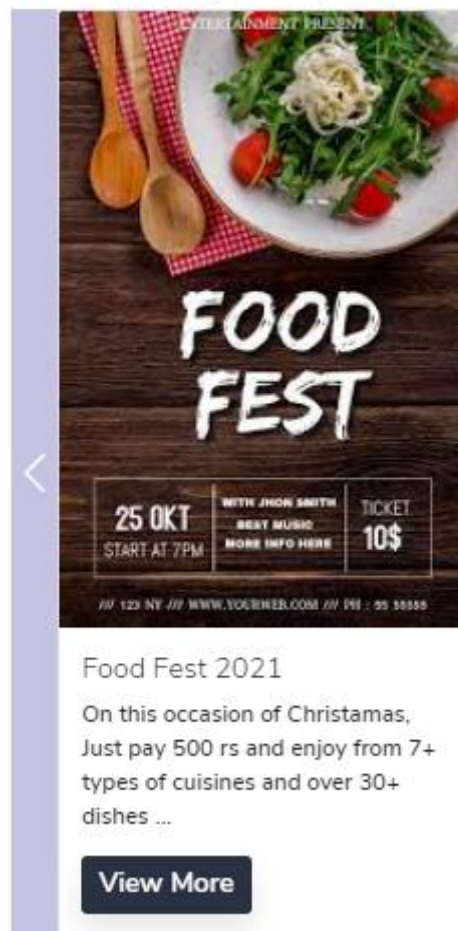 ENTERTAINMENT PRESENT
FOOD
FEST
25 OKT
START AT 7PM
WITH JHON SMITH
BEST MUSIC
MORE INFO HERE
TICKET
10$
/// 123 NY /// WWW.YOURWEB.COM /// PH : 55 55555
Food Fest 2021
On this occasion of Christamas,
Just pay 500 rs and enjoy from 7+
types of cuisines and over 30+
dishes ...
View More